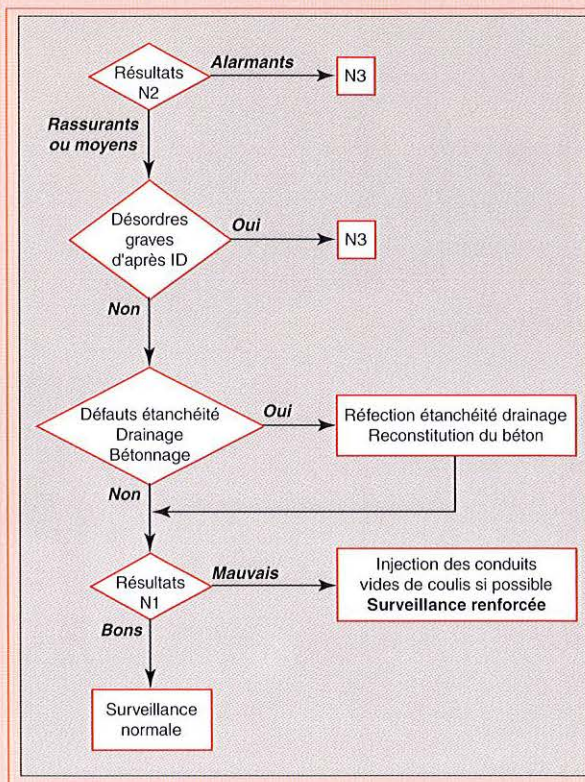 Résultats
N2
Alarmants
N3
Rassurants
ou moyens
Désordres
graves
d'après ID
Oui
N3
Non
Défauts étanchéité
Drainage
Bétonnage
Oui
Réfection étanchéité drainage
Reconstitution du béton
Non
Résultats
N1
Mauvais
Injection des conduits
vides de coulis si possible
Surveillance renforcée
Bons
Surveillance
normale